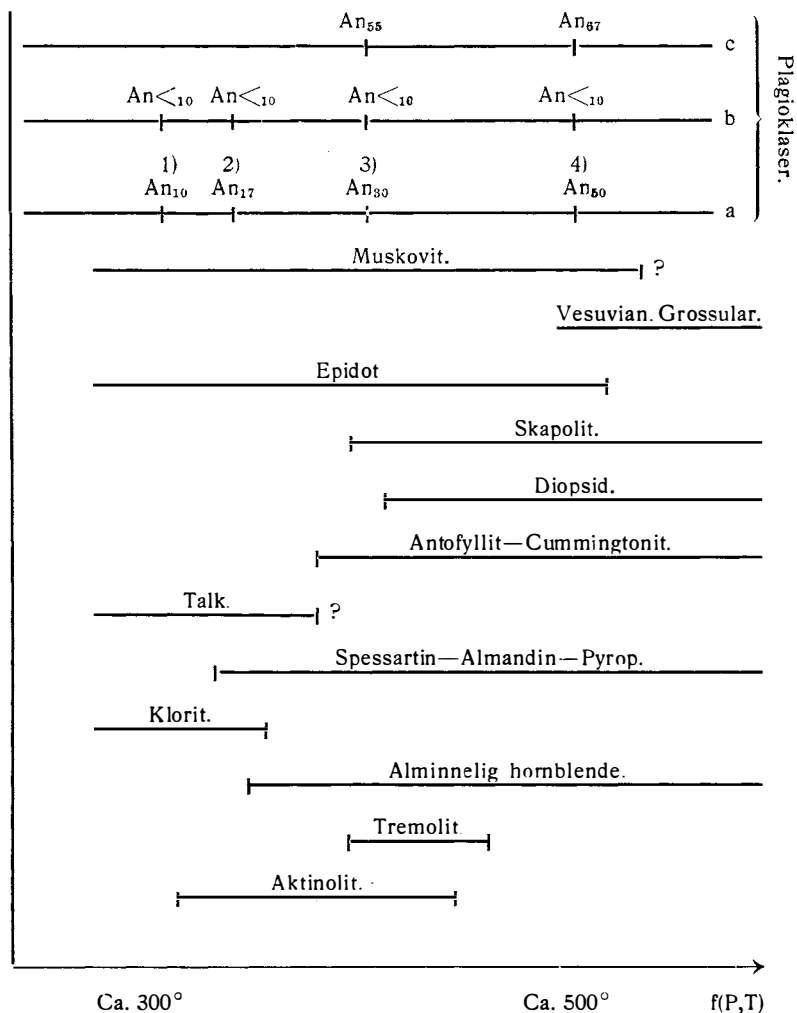 An₅₅ An₆₇
c
An<₁₀ An<₁₀ An<₁₀ An<₁₀
b
1) 2) 3) 4)
An₁₀ An₁₇ An₃₀ An₅₀
a
Plagioklaser.
Muskovit.
?
Vesuvian. Grossular.
Epidot
Skapolit.
Diopsid.
Antofyllit—Cummingtonit.
Talk.
?
Spessartin—Almandin—Pyrop.
Klorit.
Alminnelig hornblende.
Tremolit
Aktinolit.
Ca. 300° Ca. 500° f(P,T)